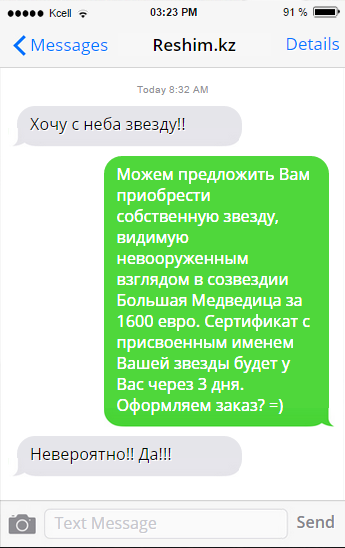 Kcell 03:23 PM 91 %
Messages Reshim.kz Details
Today 8:32 AM
Хочу с неба звезду!!
Можем предложить Вам
приобрести
собственную звезду,
видимую
невооруженным
взглядом в созвездии
Большая Медведица за
1600 евро. Сертификат с
присвоенным именем
Вашей звезды будет у
Вас через 3 дня.
Оформляем заказ? =)
Невероятно!! Да!!!
Text Message Send